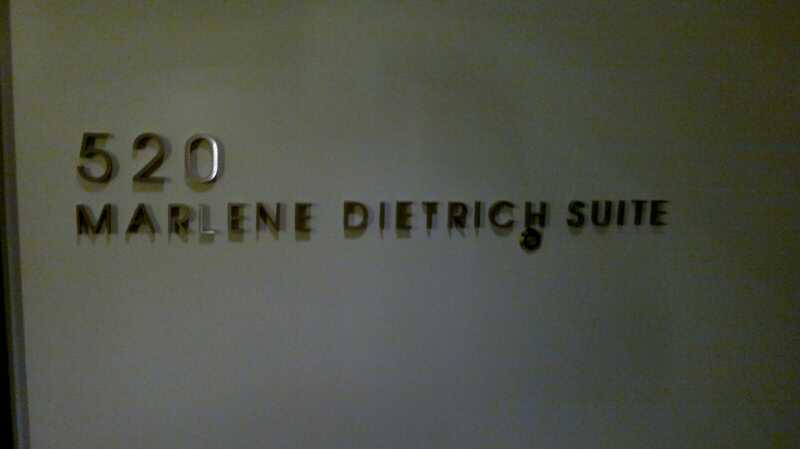 520
MARLENE DIETRICH SUITE